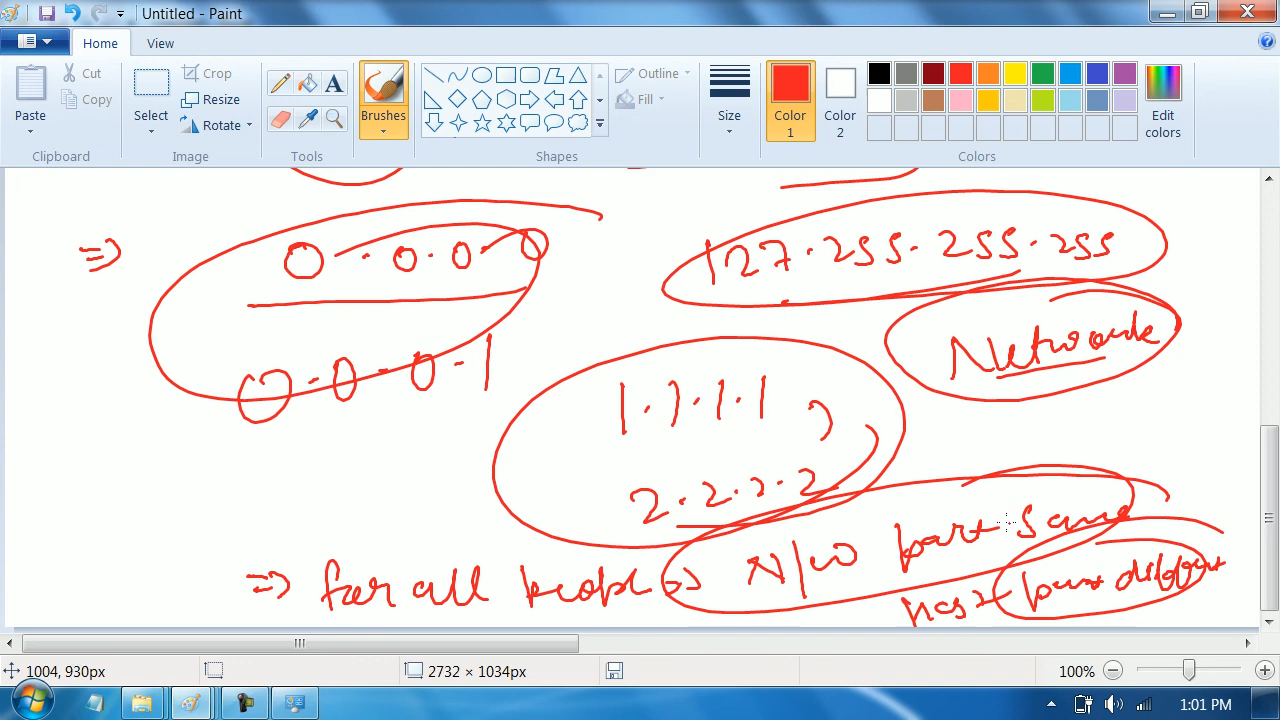 Untitled - Paint
Home View
Paste
Cut
Copy
Clipboard
Select
Crop
Resize
Rotate
Image
A
Tools
Brushes
Shapes
Outline
Fill
Size
Color 1
Color 2
Edit colors
Colors
=> 0 . 0 . 0 . 0 127 . 255 . 255 . 255
Network
0 . 0 . 0 . 1
1 . 1 . 1 . 1 ,
2 . 2 . 2 . 2
=> for all people => N/w part same
part different
1004, 930px 2732 × 1034px 100%
1:01 PM